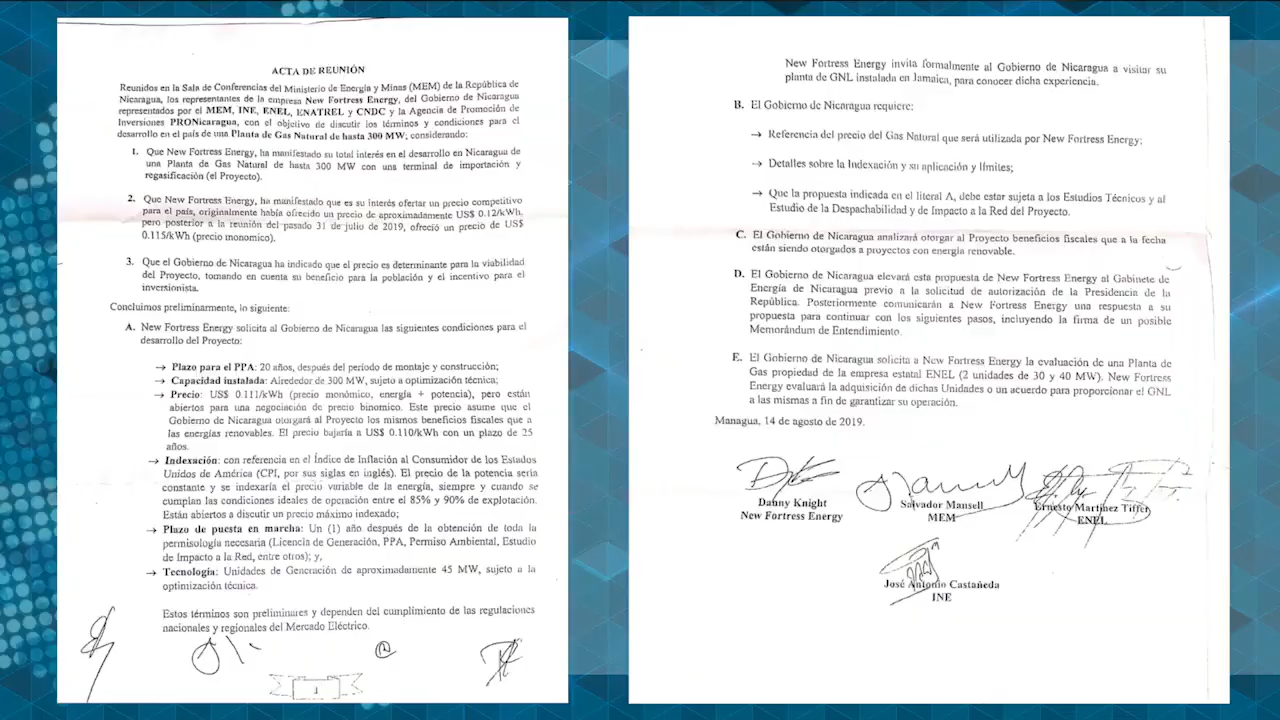 ACTA DE REUNIÓN
Reunidos en la Sala de Conferencias del Ministerio de Energía y Minas (MEM) de la República de
Nicaragua, los representantes de la empresa New Fortress Energy, del Gobierno de Nicaragua
representados por el MEM, INE, ENEL, ENATREL y CNDC y la Agencia de Promoción de
Inversiones PRONicaragua, con el objetivo de discutir los términos y condiciones para el
desarrollo en el país de una Planta de Gas Natural de hasta 300 MW; considerando:
1. Que New Fortress Energy, ha manifestado su total interés en el desarrollo en Nicaragua de
una Planta de Gas Natural de hasta 300 MW con una terminal de importación y
regasificación (el Proyecto).
2. Que New Fortress Energy, ha manifestado que es su interés ofertar un precio competitivo
para el país, originalmente había ofrecido un precio de aproximadamente US$ 0.12/kWh,
pero posterior a la reunión del pasado 31 de julio de 2019, ofreció un precio de US$
0.115/kWh (precio monomico).
3. Que el Gobierno de Nicaragua ha indicado que el precio es determinante para la viabilidad
del Proyecto, tomando en cuenta su beneficio para la población y el incentivo para el
inversionista.
Concluimos preliminarmente, lo siguiente:
A. New Fortress Energy solicita al Gobierno de Nicaragua las siguientes condiciones para el
desarrollo del Proyecto:
→ Plazo para el PPA: 20 años, después del período de montaje y construcción;
→ Capacidad instalada: Alrededor de 300 MW, sujeto a optimización técnica;
→ Precio: US$ 0.111/kWh (precio monómico, energía + potencia), pero están
abiertos para una negociación de precio binomico. Este precio asume que el
Gobierno de Nicaragua otorgará al Proyecto los mismos beneficios fiscales que a
las energías renovables. El precio bajaría a US$ 0.110/kWh con un plazo de 25
años.
→ Indexación: con referencia en el Índice de Inflación al Consumidor de los Estados
Unidos de América (CPI, por sus siglas en inglés). El precio de la potencia sería
constante y se indexaría el precio variable de la energía, siempre y cuando se
cumplan las condiciones ideales de operación entre el 85% y 90% de explotación.
Están abiertos a discutir un precio máximo indexado;
→ Plazo de puesta en marcha: Un (1) año después de la obtención de toda la
permisología necesaria (Licencia de Generación, PPA, Permiso Ambiental, Estudio
de Impacto a la Red, entre otros); y,
→ Tecnología: Unidades de Generación de aproximadamente 45 MW, sujeto a la
optimización técnica.
Estos términos son preliminares y dependen del cumplimiento de las regulaciones
nacionales y regionales del Mercado Eléctrico.
1
New Fortress Energy invita formalmente al Gobierno de Nicaragua a visitar su
planta de GNL instalada en Jamaica, para conocer dicha experiencia.
B. El Gobierno de Nicaragua requiere:
→ Referencia del precio del Gas Natural que será utilizada por New Fortress Energy;
→ Detalles sobre la Indexación y su aplicación y límites;
→ Que la propuesta indicada en el literal A, debe estar sujeta a los Estudios Técnicos y al
Estudio de la Despachabilidad y de Impacto a la Red del Proyecto.
C. El Gobierno de Nicaragua analizará otorgar al Proyecto beneficios fiscales que a la fecha
están siendo otorgados a proyectos con energía renovable.
D. El Gobierno de Nicaragua elevará esta propuesta de New Fortress Energy al Gabinete de
Energía de Nicaragua previo a la solicitud de autorización de la Presidencia de la
República. Posteriormente comunicarán a New Fortress Energy una respuesta a su
propuesta para continuar con los siguientes pasos, incluyendo la firma de un posible
Memorándum de Entendimiento.
E. El Gobierno de Nicaragua solicita a New Fortress Energy la evaluación de una Planta de
Gas propiedad de la empresa estatal ENEL (2 unidades de 30 y 40 MW). New Fortress
Energy evaluará la adquisición de dichas Unidades o un acuerdo para proporcionar el GNL
a las mismas a fin de garantizar su operación.
Managua, 14 de agosto de 2019.
Danny Knight
New Fortress Energy
Salvador Mansell
MEM
Ernesto Martínez Tiffer
ENEL
José Antonio Castañeda
INE